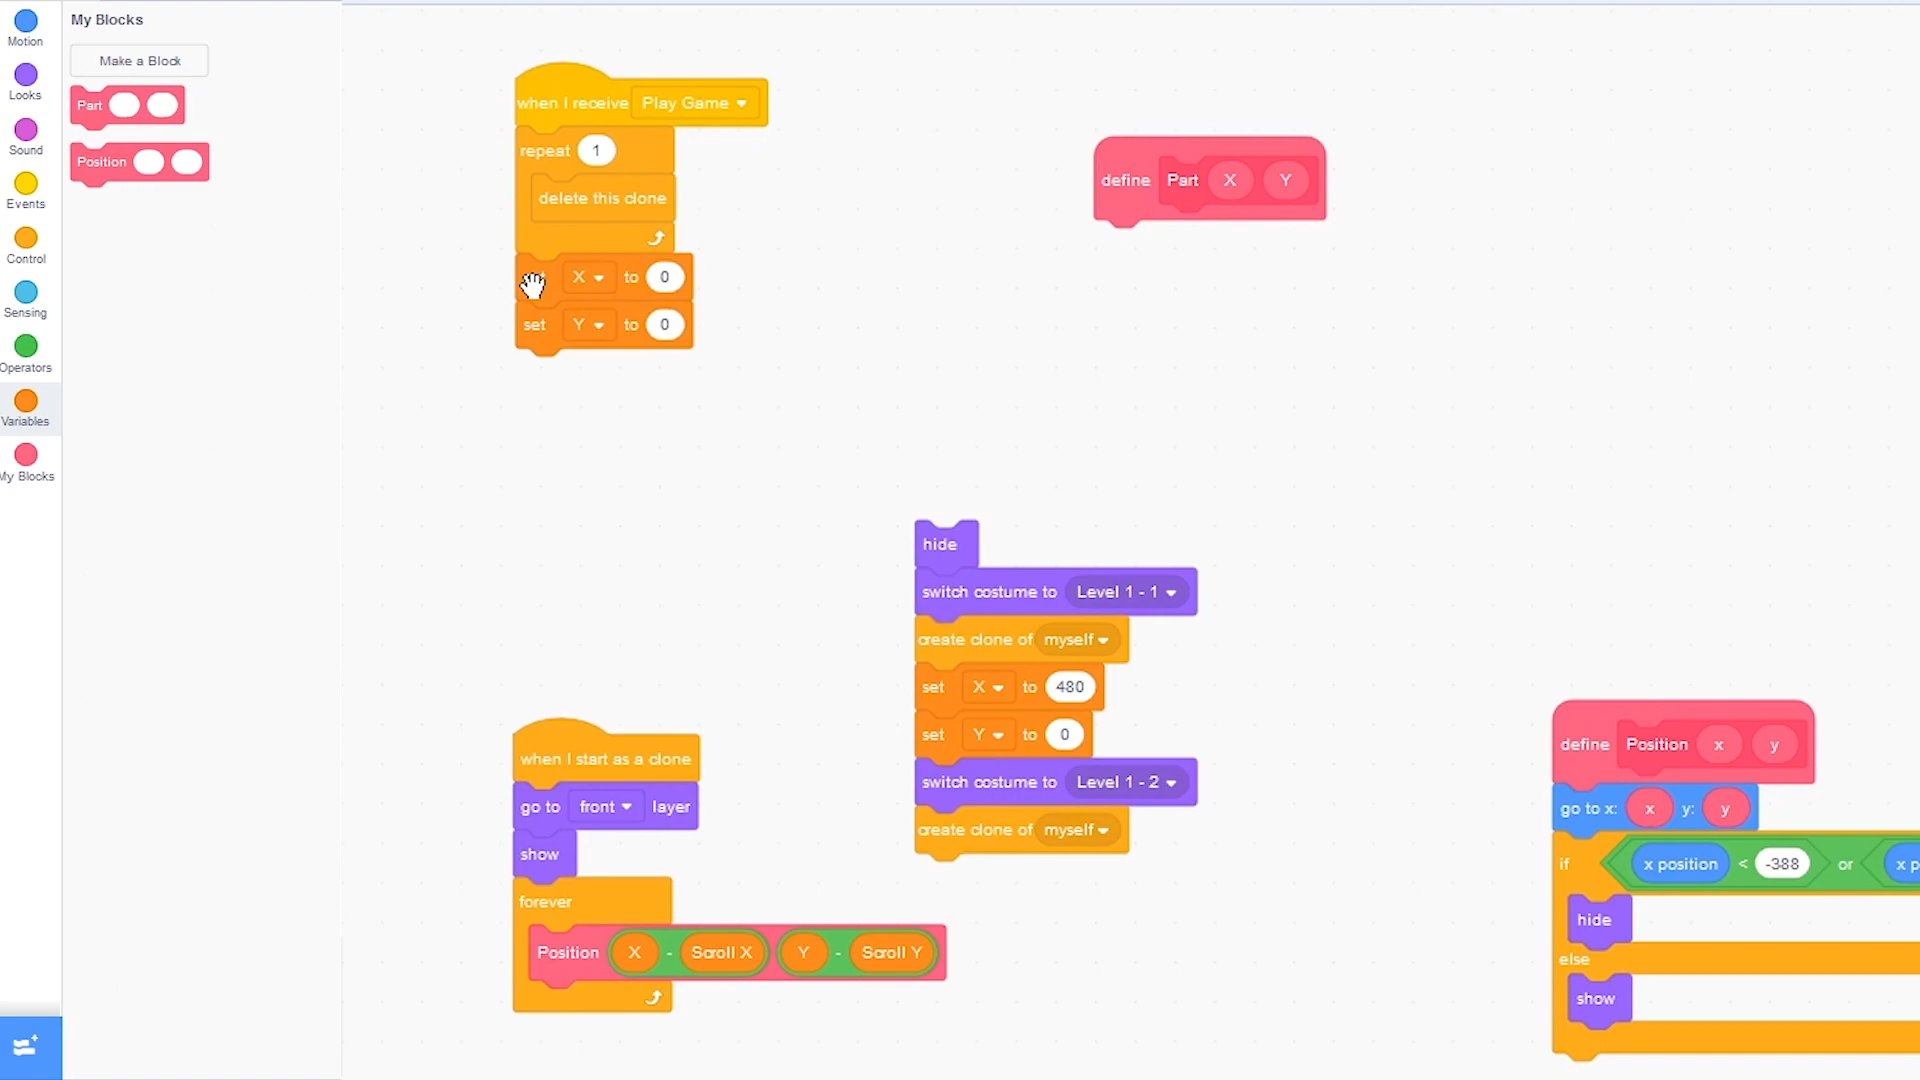 My Blocks
Make a Block
Part
Position
Motion
Looks
Sound
Events
Control
Sensing
Operators
Variables
My Blocks
when I receive Play Game
repeat 1
delete this clone
X to 0
set Y to 0
define Part X Y
hide
switch costume to Level 1 - 1
create clone of myself
set X to 480
set Y to 0
switch costume to Level 1 - 2
create clone of myself
when I start as a clone
go to front layer
show
forever
Position X - Scroll X Y - Scroll Y
define Position x y
go to x: x y: y
if x position < -388 or x p
hide
else
show